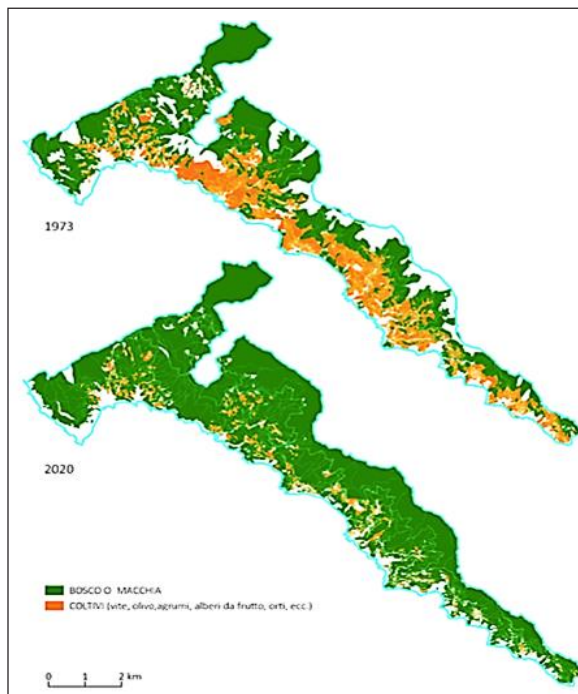 1973
2020
BOSCO O MACCHIA
COLTIVI (vite, olivo,agrumi, alberi da frutto, orti, ecc.)
0 1 2 km